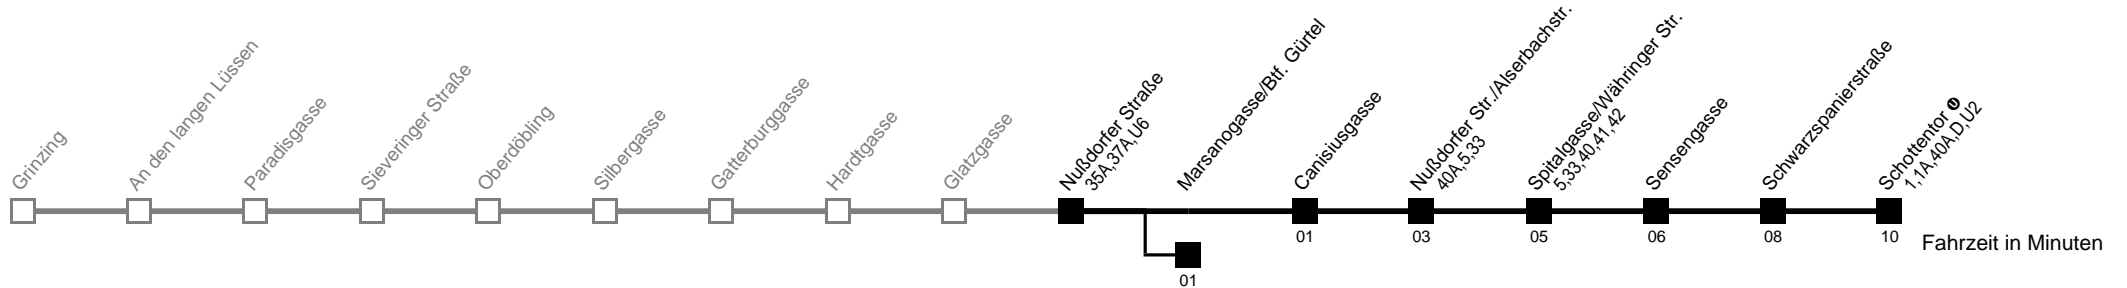 Grinzing
An den langen Lüssen
Paradisgasse
Sieveringer Straße
Oberdöbling
Silbergasse
Gatterburggasse
Hardtgasse
Glatzgasse
Nußdorfer Straße
35A,37A,U6
Marsanogasse/Btf. Gürtel
Canisiusgasse
Nußdorfer Str./Alserbachstr.
40A,5,33
Spitalgasse/Währinger Str.
5,33,40,41,42
Sensengasse
Schwarzspanierstraße
Schottentor U
1,1A,40A,D,U2
01
03
05
06
08
10
Fahrzeit in Minuten
01